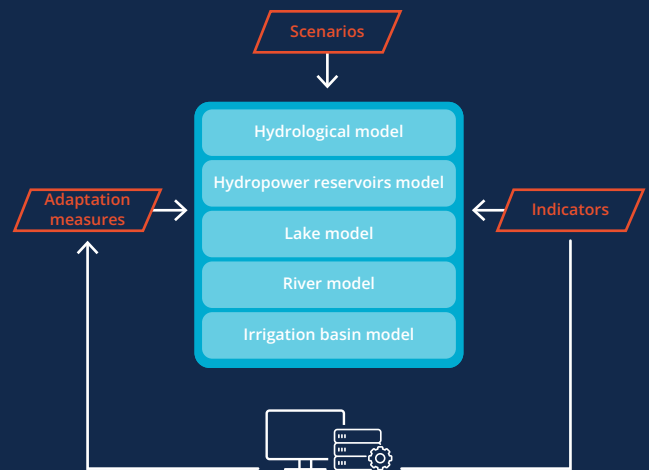 Scenarios
Hydrological model
Hydropower reservoirs model
Adaptation
measures
Indicators
Lake model
River model
Irrigation basin model